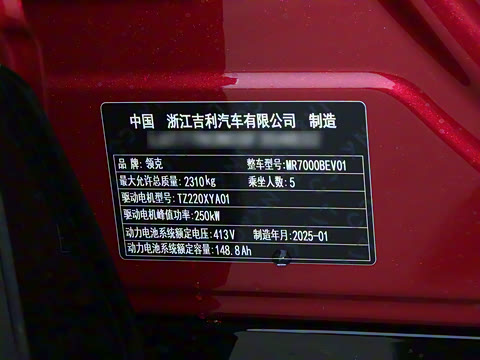 中国 浙江吉利汽车有限公司 制造
品 牌: 领克 整车型号: MR7000BEV01
最大允许总质量: 2310kg 乘坐人数: 5
驱动电机型号: TZ220XYA01
驱动电机峰值功率: 250kW
动力电池系统额定电压: 413V 制造年月: 2025-01
动力电池系统额定容量: 148.8Ah